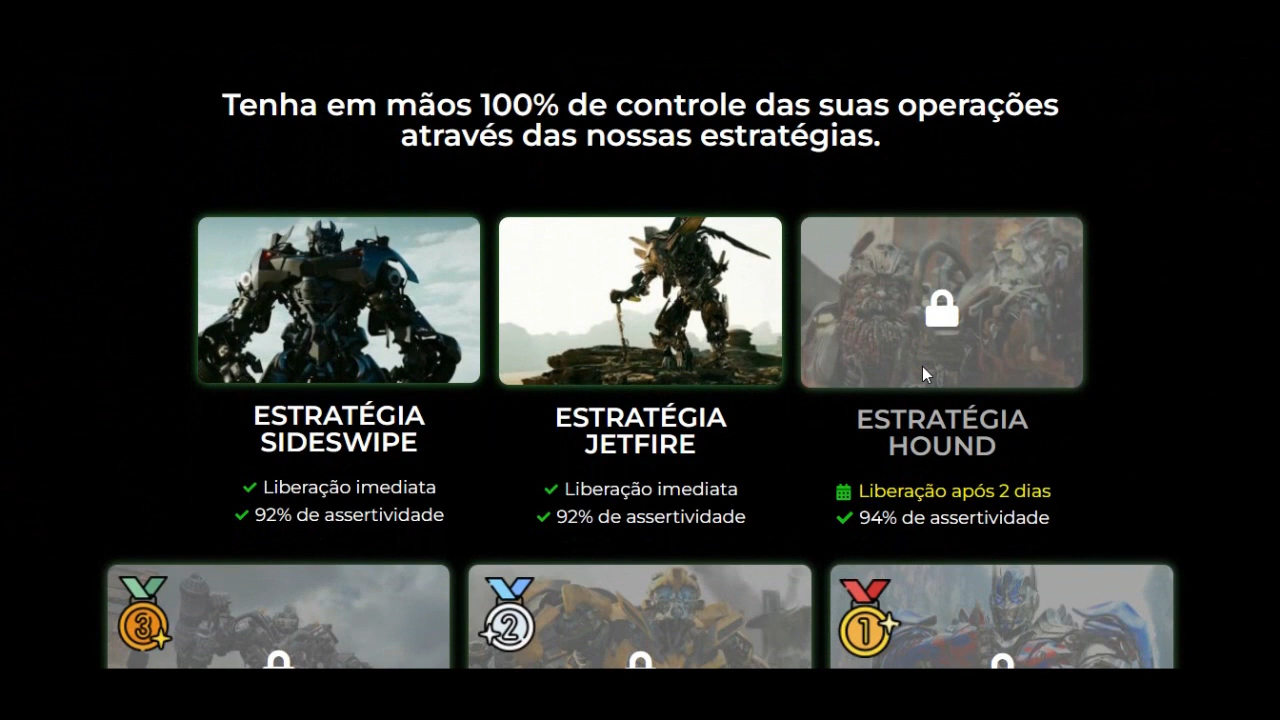 Tenha em mãos 100% de controle das suas operações
através das nossas estratégias.
ESTRATÉGIA
SIDESWIPE
Liberação imediata
92% de assertividade
ESTRATÉGIA
JETFIRE
Liberação imediata
92% de assertividade
ESTRATÉGIA
HOUND
Liberação após 2 dias
94% de assertividade
3
2
1